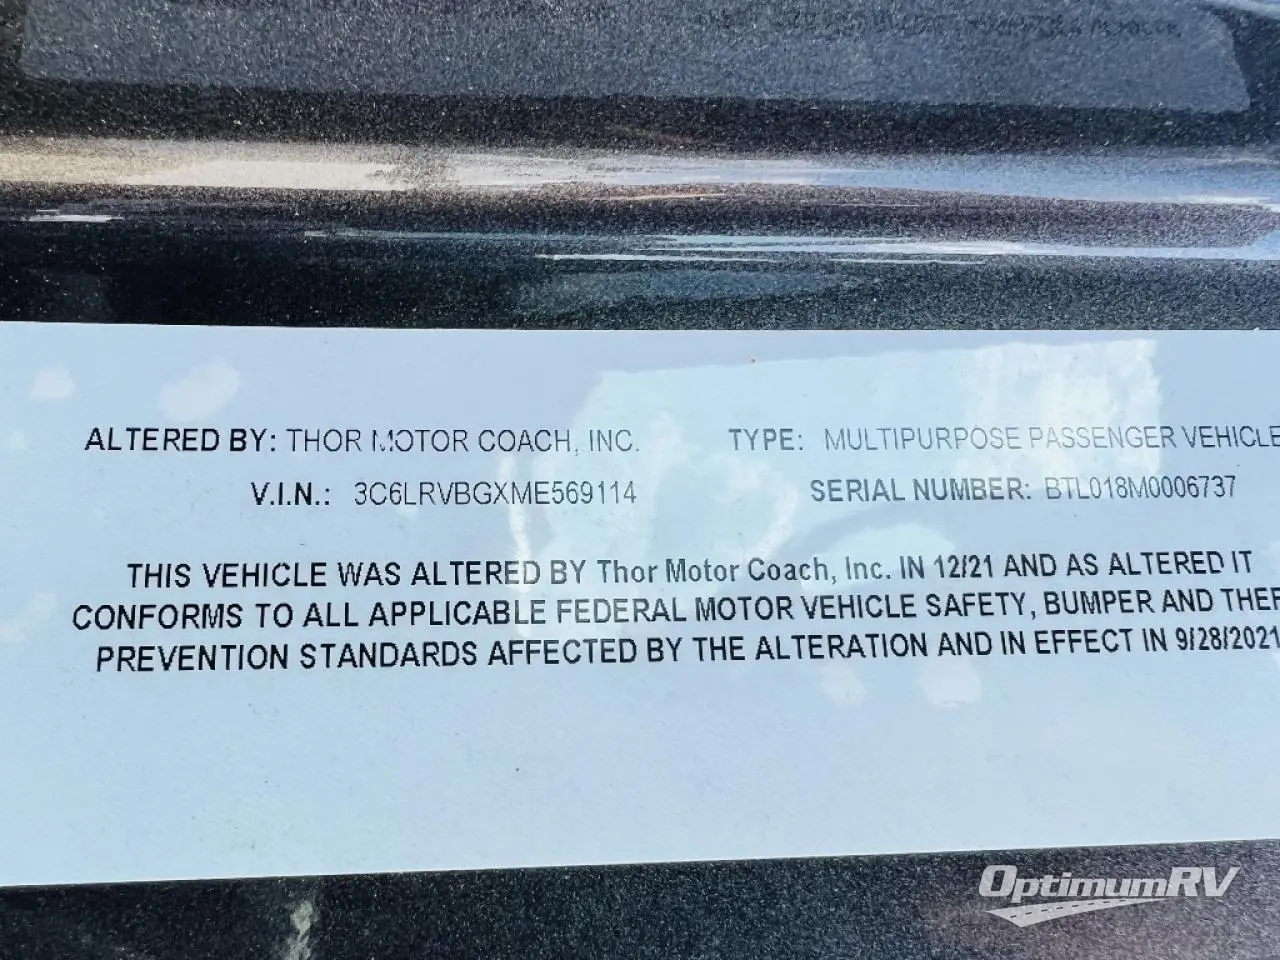 ALTERED BY: THOR MOTOR COACH, INC. TYPE: MULTIPURPOSE PASSENGER VEHICLE
V.I.N.: 3C6LRVBGXME569114 SERIAL NUMBER: BTL018M0006737
THIS VEHICLE WAS ALTERED BY Thor Motor Coach, Inc. IN 12/21 AND AS ALTERED IT
CONFORMS TO ALL APPLICABLE FEDERAL MOTOR VEHICLE SAFETY, BUMPER AND THEF
PREVENTION STANDARDS AFFECTED BY THE ALTERATION AND IN EFFECT IN 9/28/2021
OptimumRV